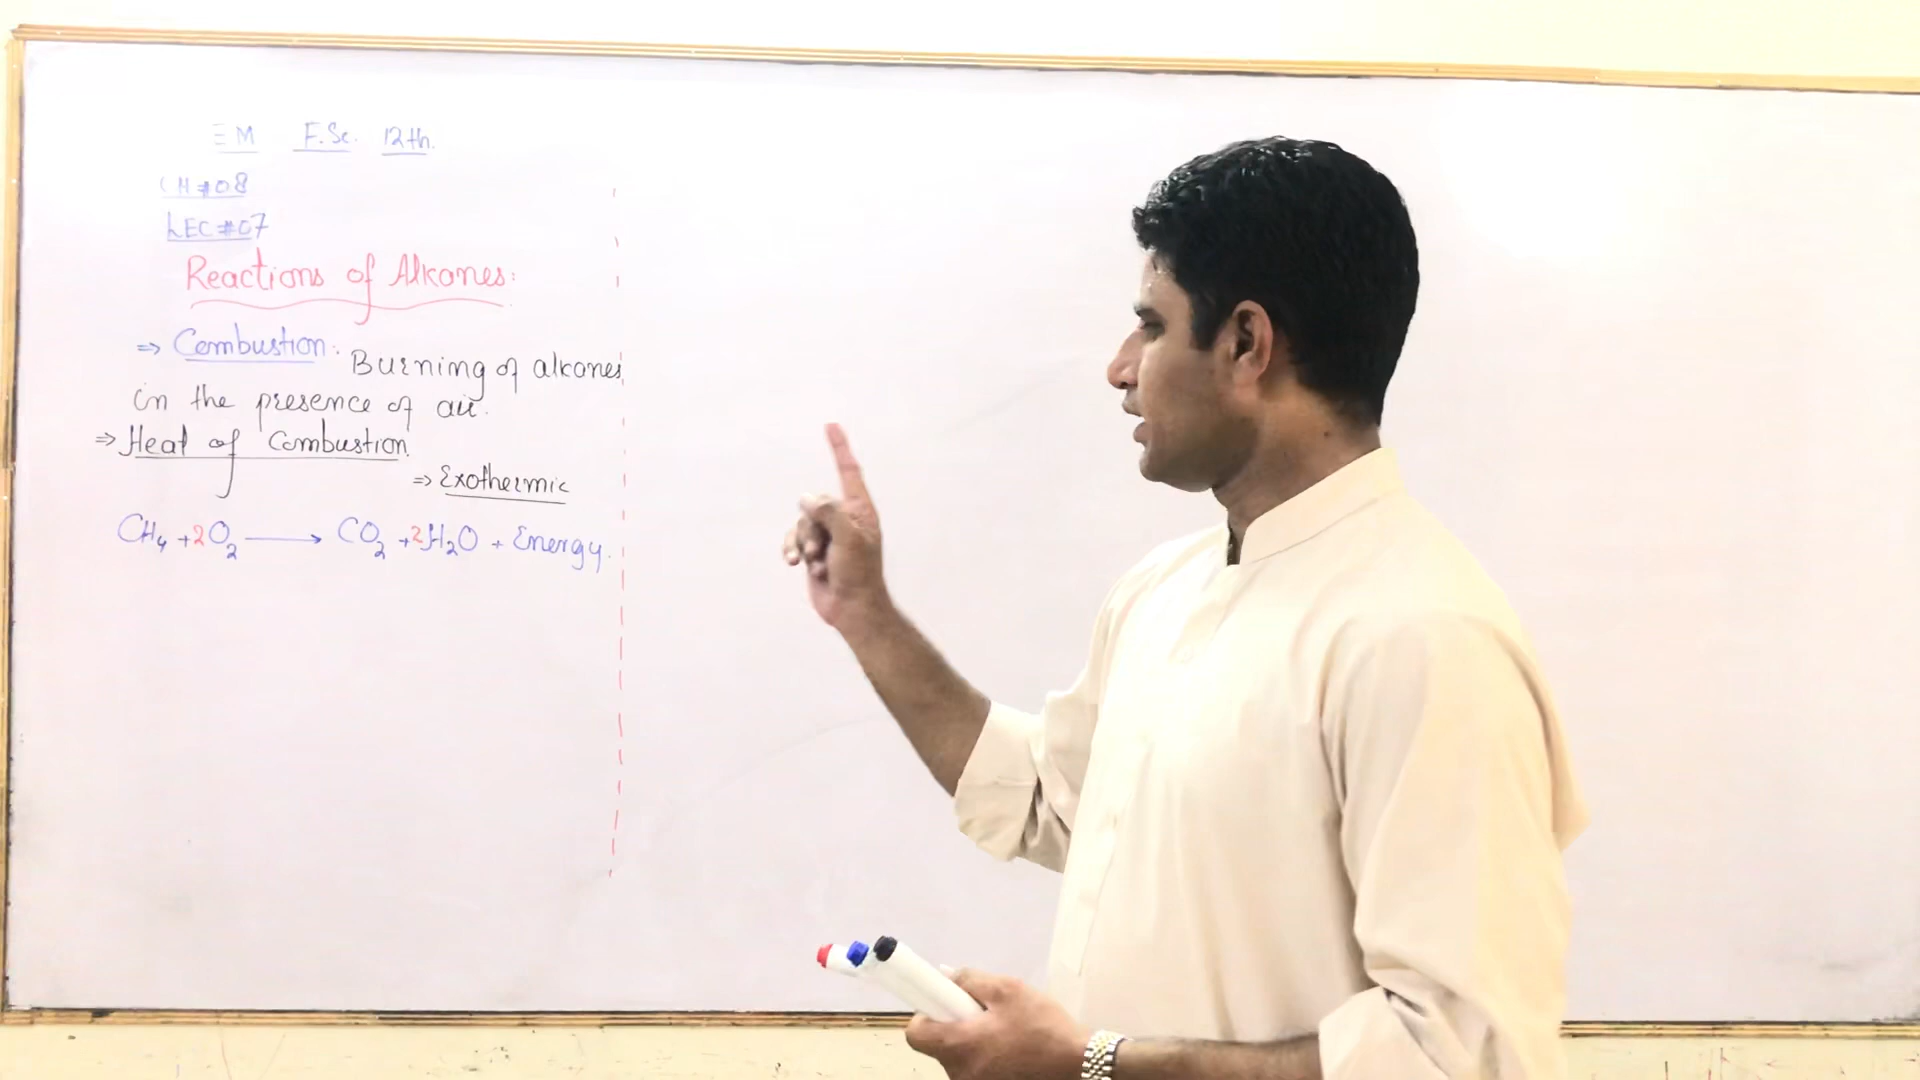 EM F.Sc. 12th.
CH#08
LEC#07
Reactions of Alkanes:
⇒ Combustion: Burning of alkanes
in the presence of air.
⇒ Heat of Combustion
⇒ Exothermic
CH₄ + 2O₂ ⟶ CO₂ + 2H₂O + Energy.